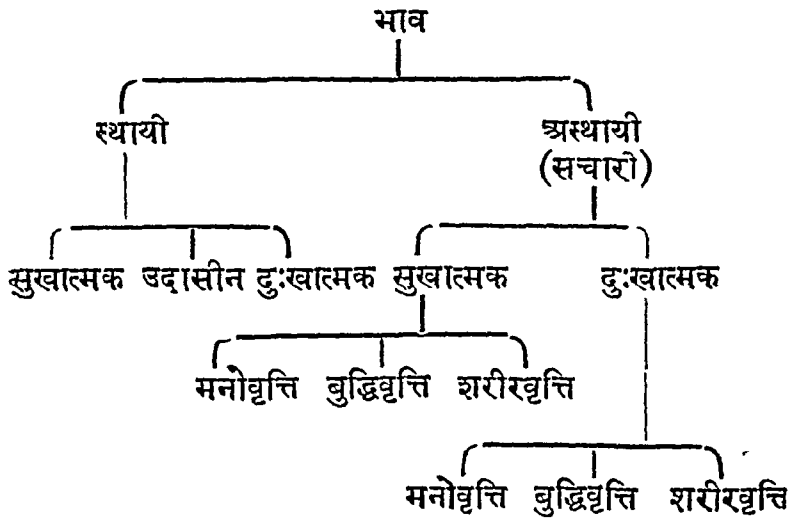 भाव
स्थायी अस्थायी
(सचारो)
सुखात्मक उदासीन दुःखात्मक सुखात्मक दुःखात्मक
मनोवृत्ति बुद्धिवृत्ति शरीरवृत्ति
मनोवृत्ति बुद्धिवृत्ति शरीरवृत्ति